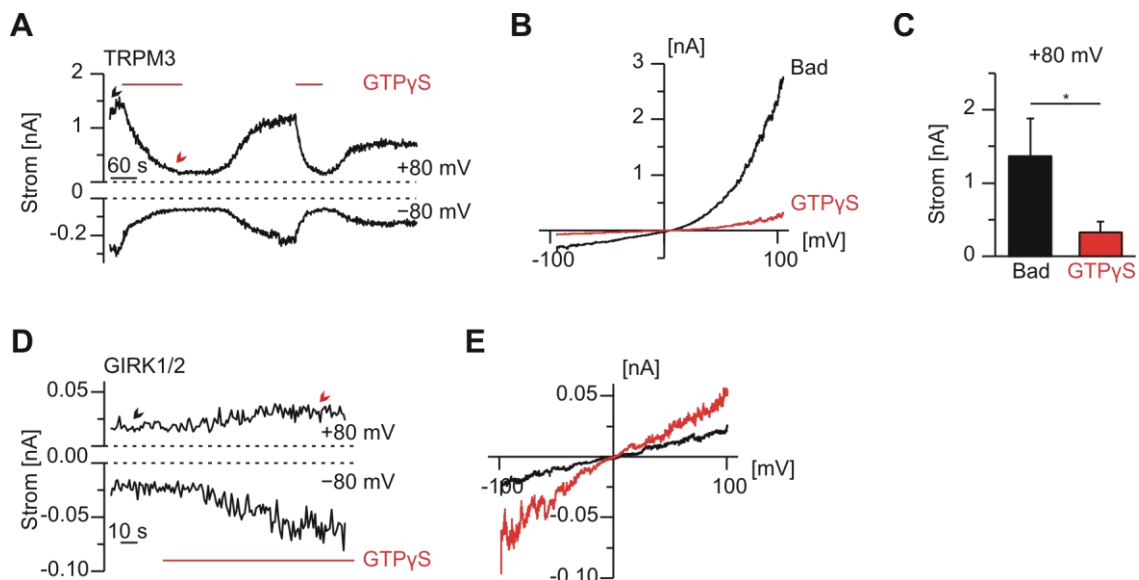 A
TRPM3
GTPγS
2
1
0
-0.2
Strom [nA]
60 s
+80 mV
−80 mV
B
[nA]
3
2
1
Bad
GTPγS
-100
100
[mV]
C
+80 mV
*
2
1
0
Strom [nA]
Bad
GTPγS
D
GIRK1/2
0.05
0.00
-0.05
-0.10
Strom [nA]
+80 mV
−80 mV
10 s
GTPγS
E
[nA]
0.05
-0.05
-0.10
-100
100
[mV]